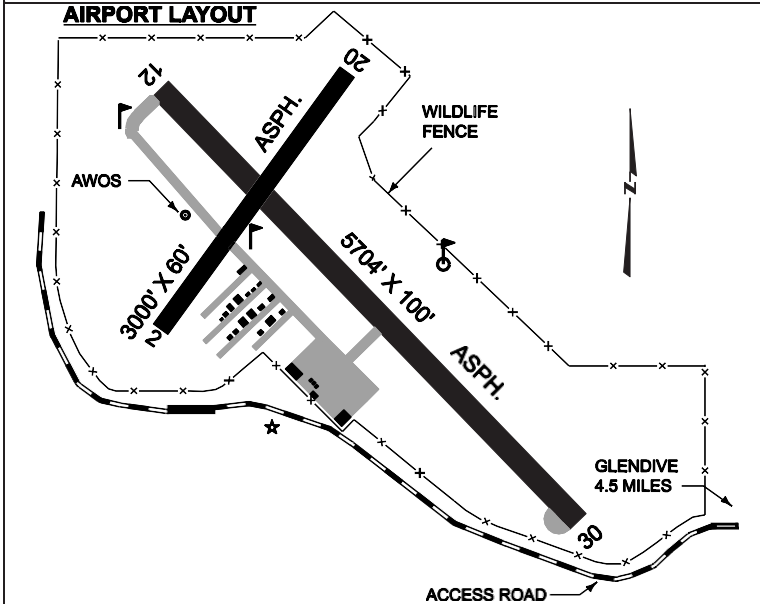 AIRPORT LAYOUT
12
20
ASPH.
WILDLIFE
FENCE
AWOS
N
3000' X 60'
2
5704' X 100'
ASPH.
GLENDIVE
4.5 MILES
30
ACCESS ROAD